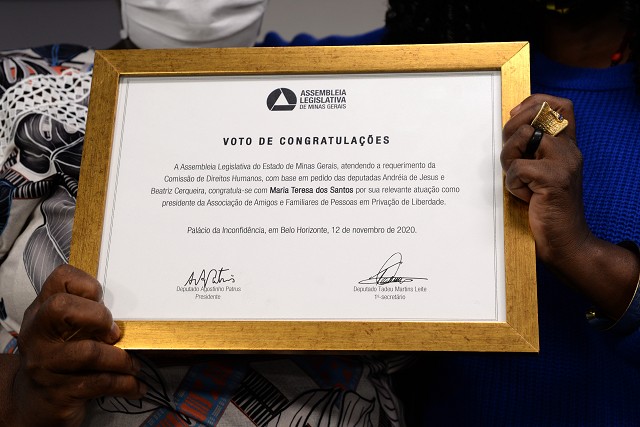 ASSEMBLEIA
LEGISLATIVA
DE MINAS GERAIS
VOTO DE CONGRATULAÇÕES
A Assembleia Legislativa do Estado de Minas Gerais, atendendo a requerimento da
Comissão de Direitos Humanos, com base em pedido das deputadas Andréia de Jesus e
Beatriz Cerqueira, congratula-se com Maria Teresa dos Santos por sua relevante atuação como
presidente da Associação de Amigos e Familiares de Pessoas em Privação de Liberdade.
Palácio da Inconfidência, em Belo Horizonte, 12 de novembro de 2020.
Deputado Agostinho Patrus
Presidente
Deputado Tadeu Martins Leite
1º-secretário